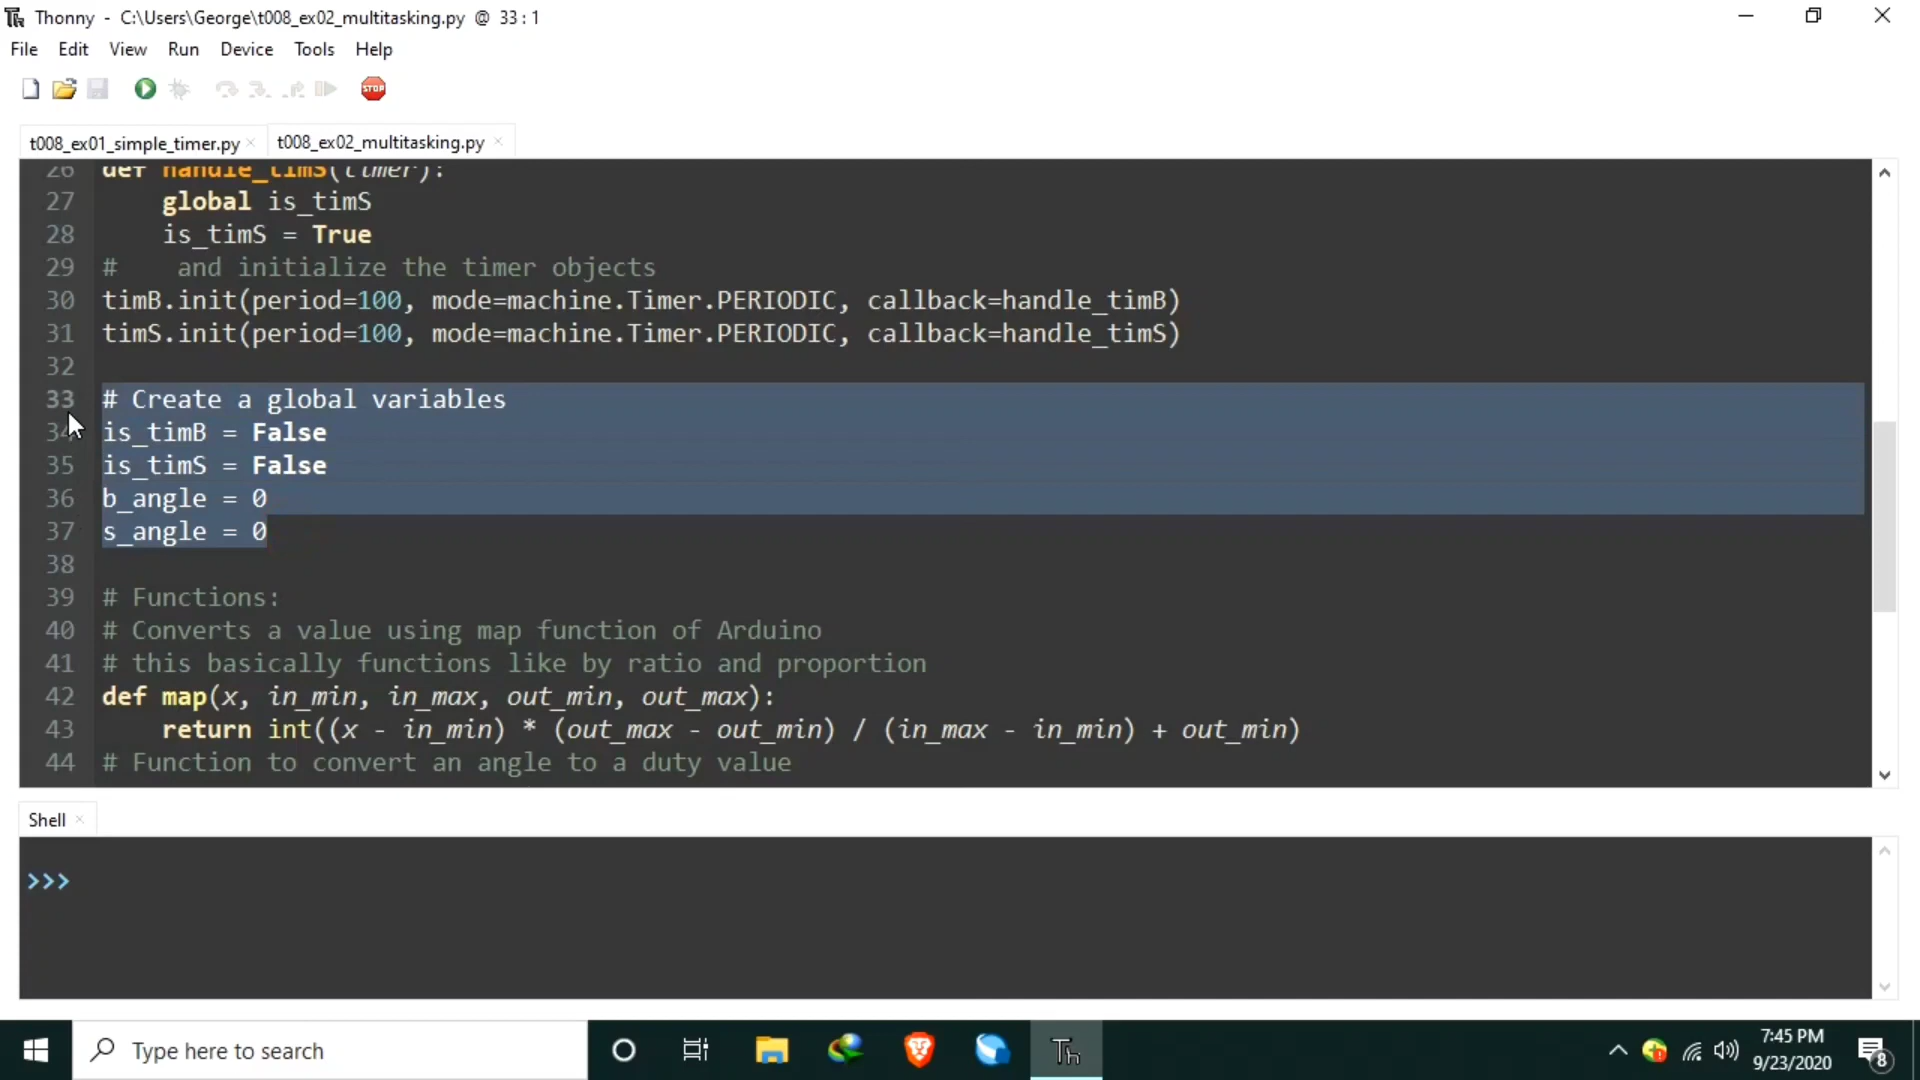 Thonny - C:\Users\George\t008_ex02_multitasking.py @ 33:1
File Edit View Run Device Tools Help
STOP
t008_ex01_simple_timer.py
t008_ex02_multitasking.py
26 def handle_timS(timer):
27     global is_timS
28     is_timS = True
29 #    and initialize the timer objects
30 timB.init(period=100, mode=machine.Timer.PERIODIC, callback=handle_timB)
31 timS.init(period=100, mode=machine.Timer.PERIODIC, callback=handle_timS)
32
33 # Create a global variables
34 is_timB = False
35 is_timS = False
36 b_angle = 0
37 s_angle = 0
38
39 # Functions:
40 # Converts a value using map function of Arduino
41 # this basically functions like by ratio and proportion
42 def map(x, in_min, in_max, out_min, out_max):
43     return int((x - in_min) * (out_max - out_min) / (in_max - in_min) + out_min)
44 # Function to convert an angle to a duty value
Shell
>>>
Type here to search
Th
7:45 PM
9/23/2020
8